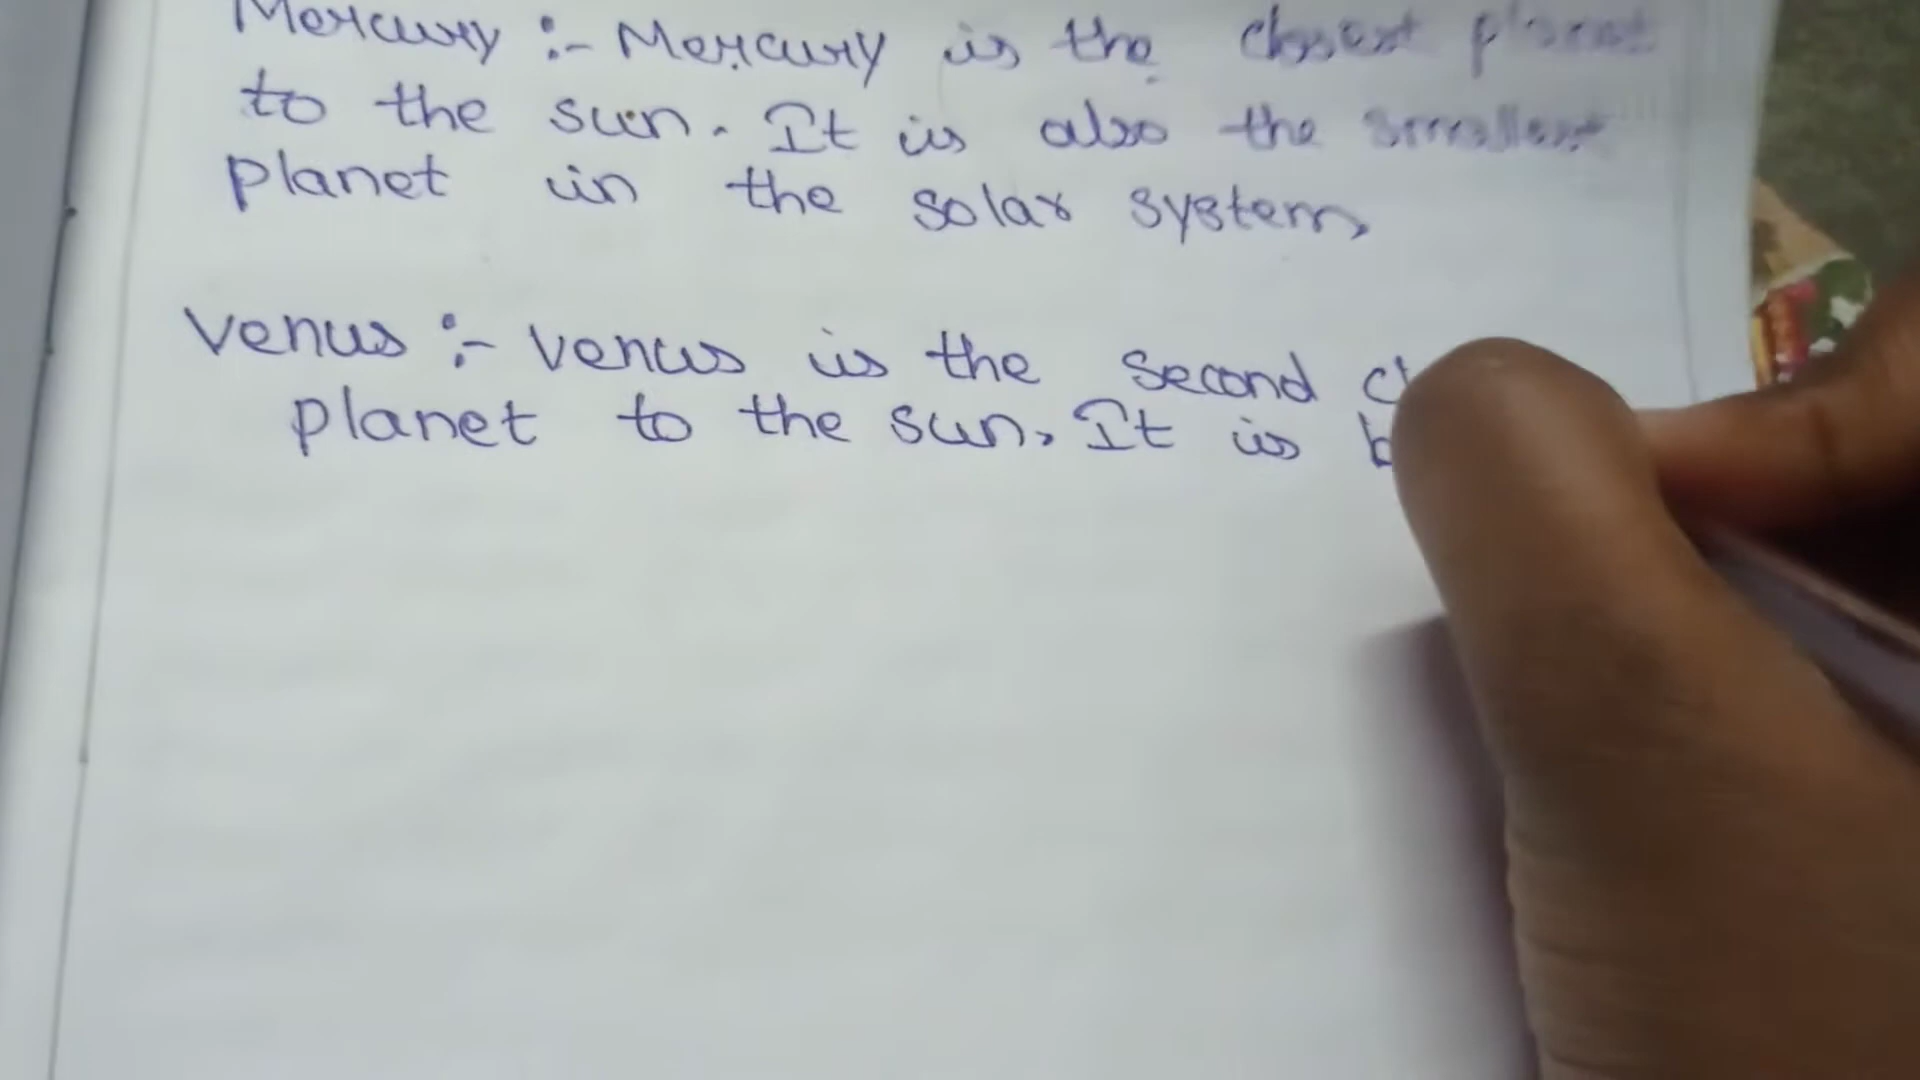 Mercury :- Mercury is the closest planet
to the sun. It is also the smallest
planet in the solar system,
Venus :- Venus is the second
planet to the sun. It is